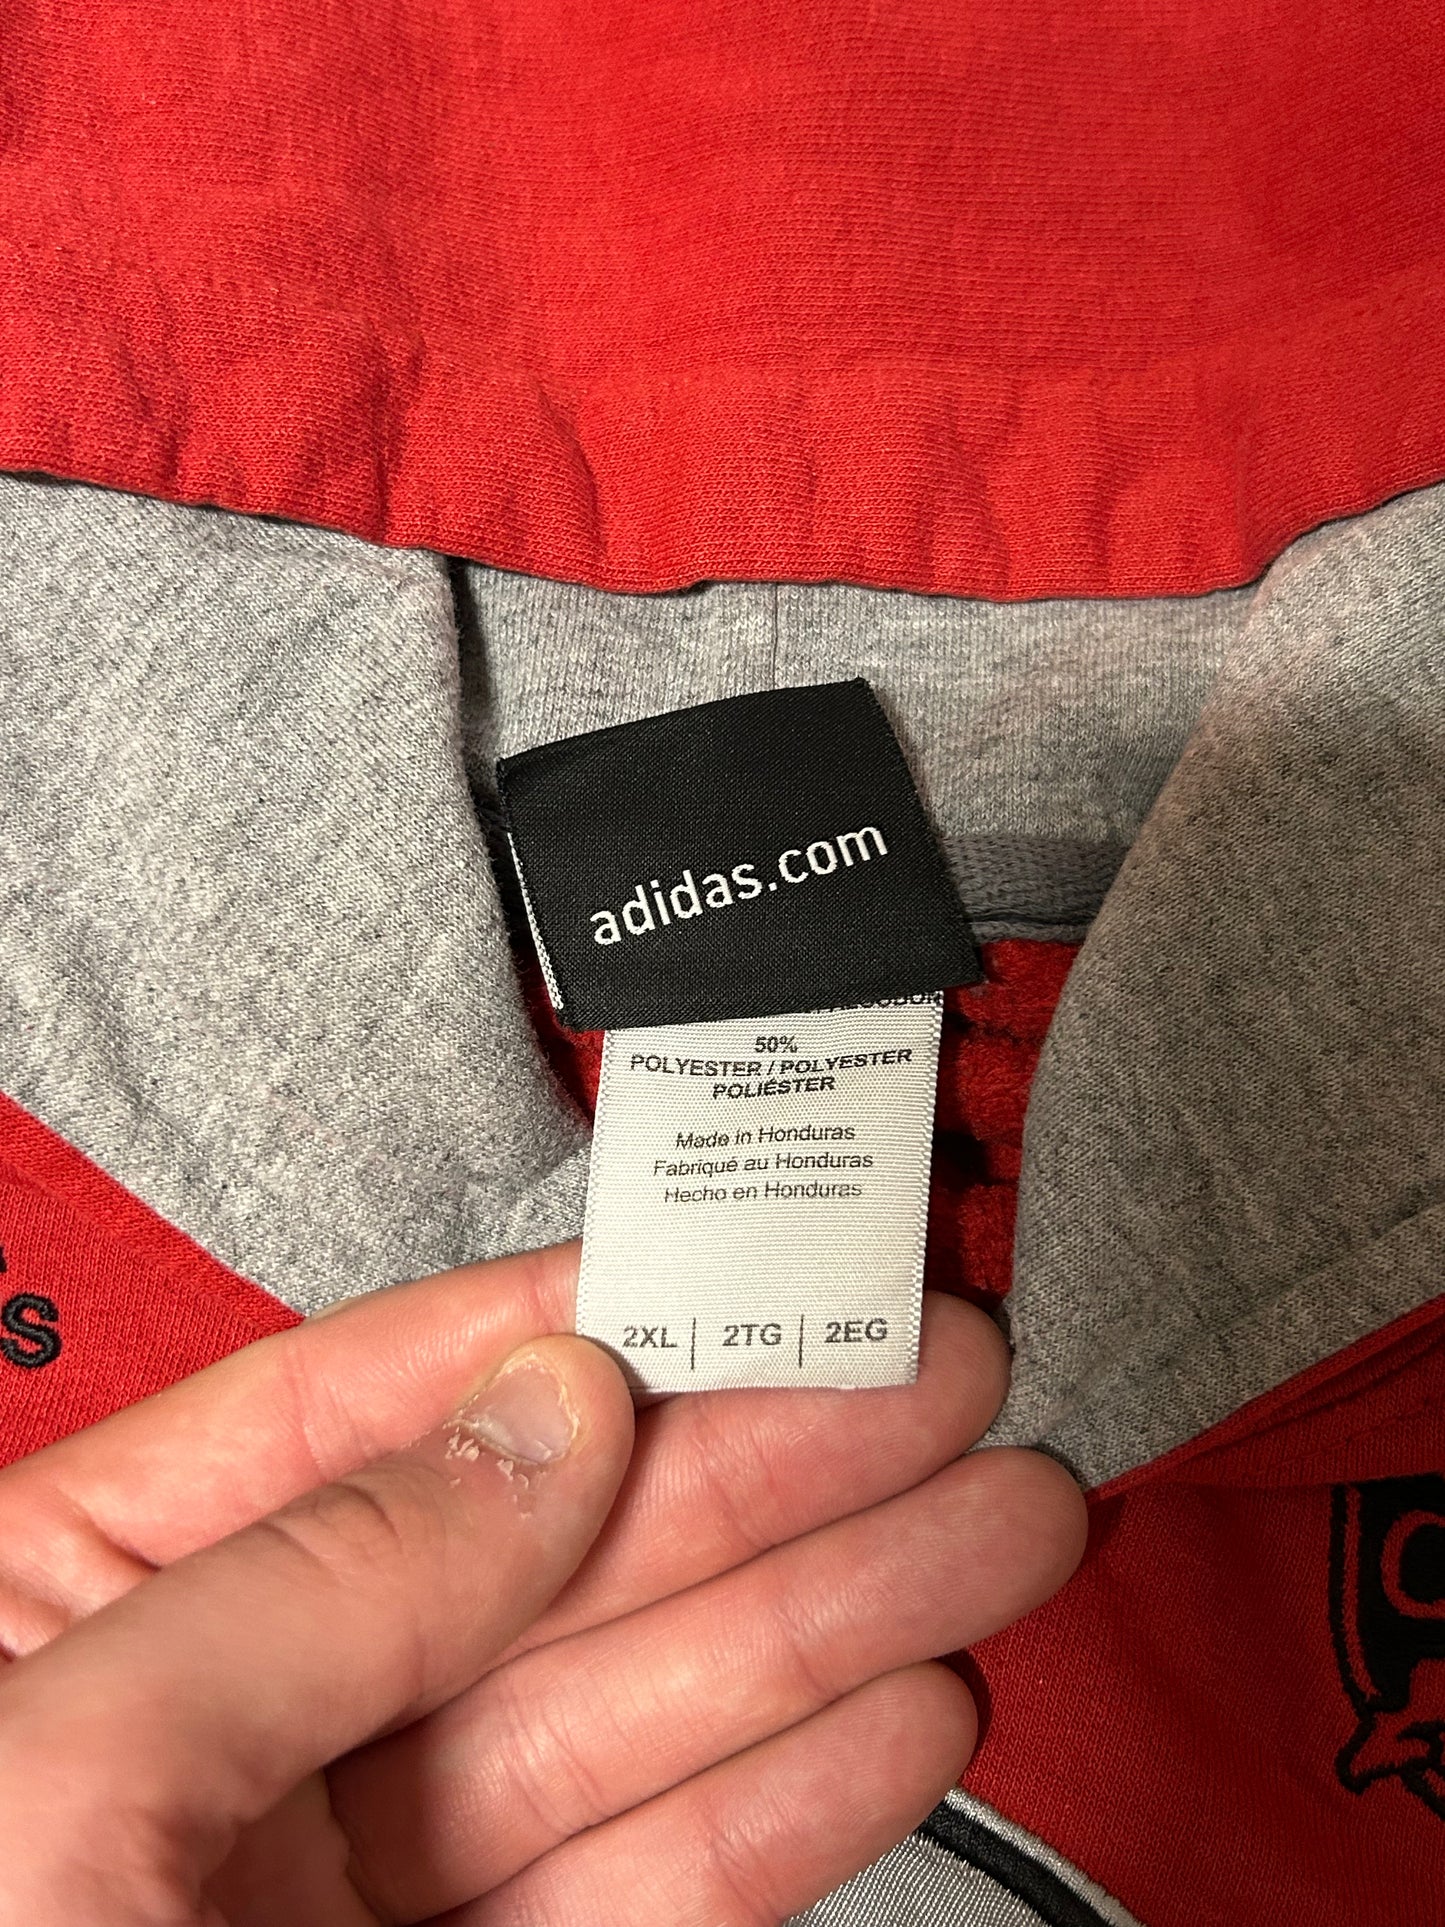 adidas.com
50%
POLYESTER / POLYESTER
POLIÉSTER
Made in Honduras
Fabriqué au Honduras
Hecho en Honduras
2XL | 2TG | 2EG